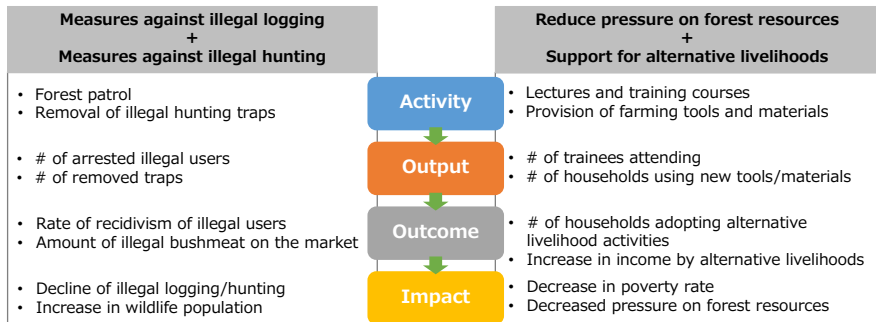 Measures against illegal logging
+
Measures against illegal hunting
Reduce pressure on forest resources
+
Support for alternative livelihoods
• Forest patrol
• Removal of illegal hunting traps
Activity
• Lectures and training courses
• Provision of farming tools and materials
• # of arrested illegal users
• # of removed traps
Output
• # of trainees attending
• # of households using new tools/materials
• Rate of recidivism of illegal users
• Amount of illegal bushmeat on the market
Outcome
• # of households adopting alternative
livelihood activities
• Increase in income by alternative livelihoods
• Decline of illegal logging/hunting
• Increase in wildlife population
Impact
• Decrease in poverty rate
• Decreased pressure on forest resources